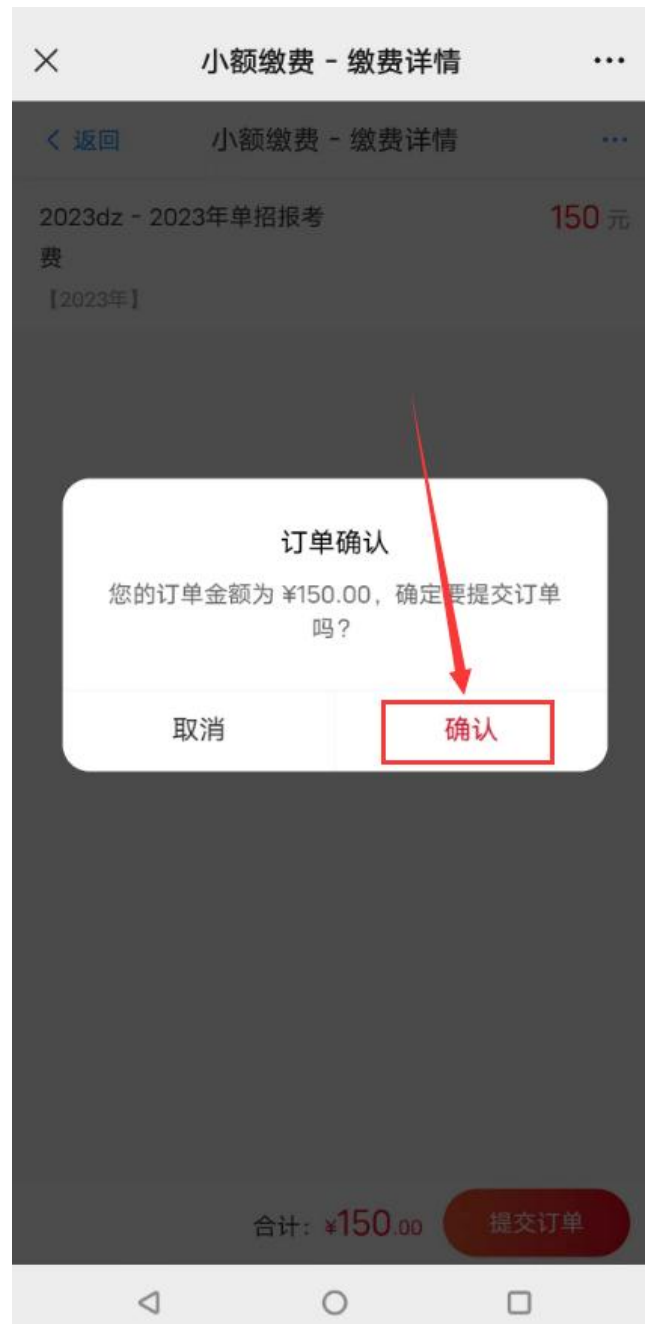 小额缴费 - 缴费详情
返回 小额缴费 - 缴费详情
2023dz - 2023年单招报考 150 元
费
【2023年】
订单确认
您的订单金额为 ¥150.00，确定要提交订单
吗？
取消 确认
合计：¥150.00 提交订单